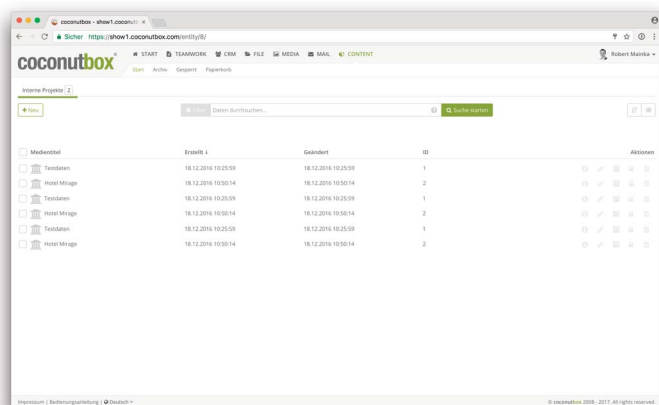 coconutbox - show1.coconutb
Sicher https://show1.coconutbox.com/entity/8/
coconutbox®
START TEAMWORK CRM FILE MEDIA MAIL CONTENT
Robert Mainka
Start Archiv Gesperrt Papierkorb
Interne Projekte 2
+ Neu
Filter Daten durchsuchen... Suche starten
Medientitel Erstellt ↓ Geändert ID Aktionen
Testdaten 18.12.2016 10:25:59 18.12.2016 10:25:59 1
Hotel Mirage 18.12.2016 10:50:14 18.12.2016 10:50:14 2
Testdaten 18.12.2016 10:25:59 18.12.2016 10:25:59 1
Hotel Mirage 18.12.2016 10:50:14 18.12.2016 10:50:14 2
Testdaten 18.12.2016 10:25:59 18.12.2016 10:25:59 1
Hotel Mirage 18.12.2016 10:50:14 18.12.2016 10:50:14 2
Impressum | Bedienungsanleitung | Deutsch
© coconutbox 2008 - 2017. All rights reserved.